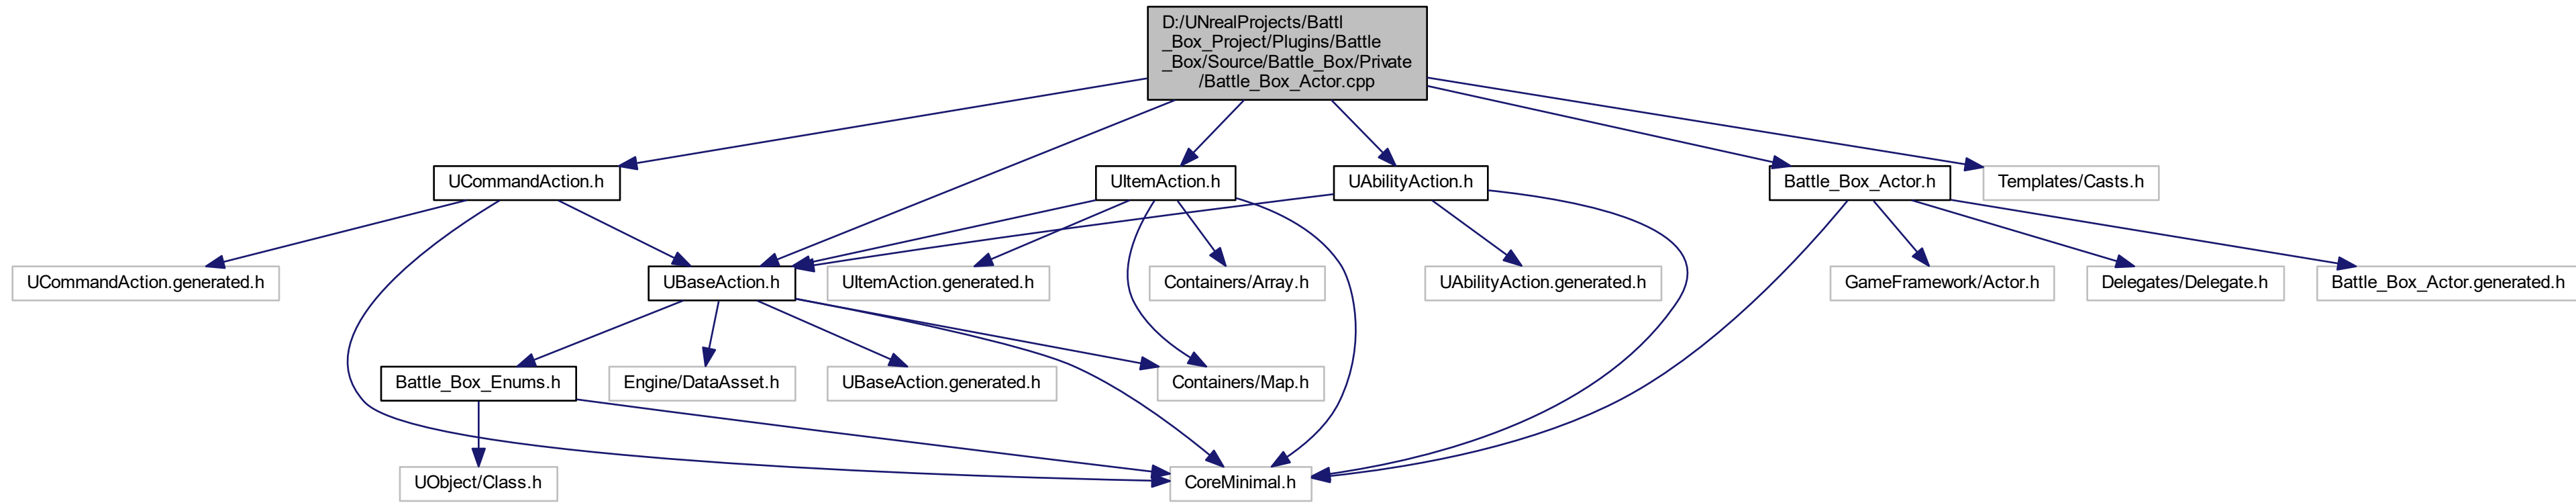 D:/UNrealProjects/Battl
_Box_Project/Plugins/Battle
_Box/Source/Battle_Box/Private
/Battle_Box_Actor.cpp
UCommandAction.h
UItemAction.h
UAbilityAction.h
Battle_Box_Actor.h
Templates/Casts.h
UCommandAction.generated.h
UBaseAction.h
UItemAction.generated.h
Containers/Array.h
UAbilityAction.generated.h
GameFramework/Actor.h
Delegates/Delegate.h
Battle_Box_Actor.generated.h
Battle_Box_Enums.h
Engine/DataAsset.h
UBaseAction.generated.h
Containers/Map.h
UObject/Class.h
CoreMinimal.h